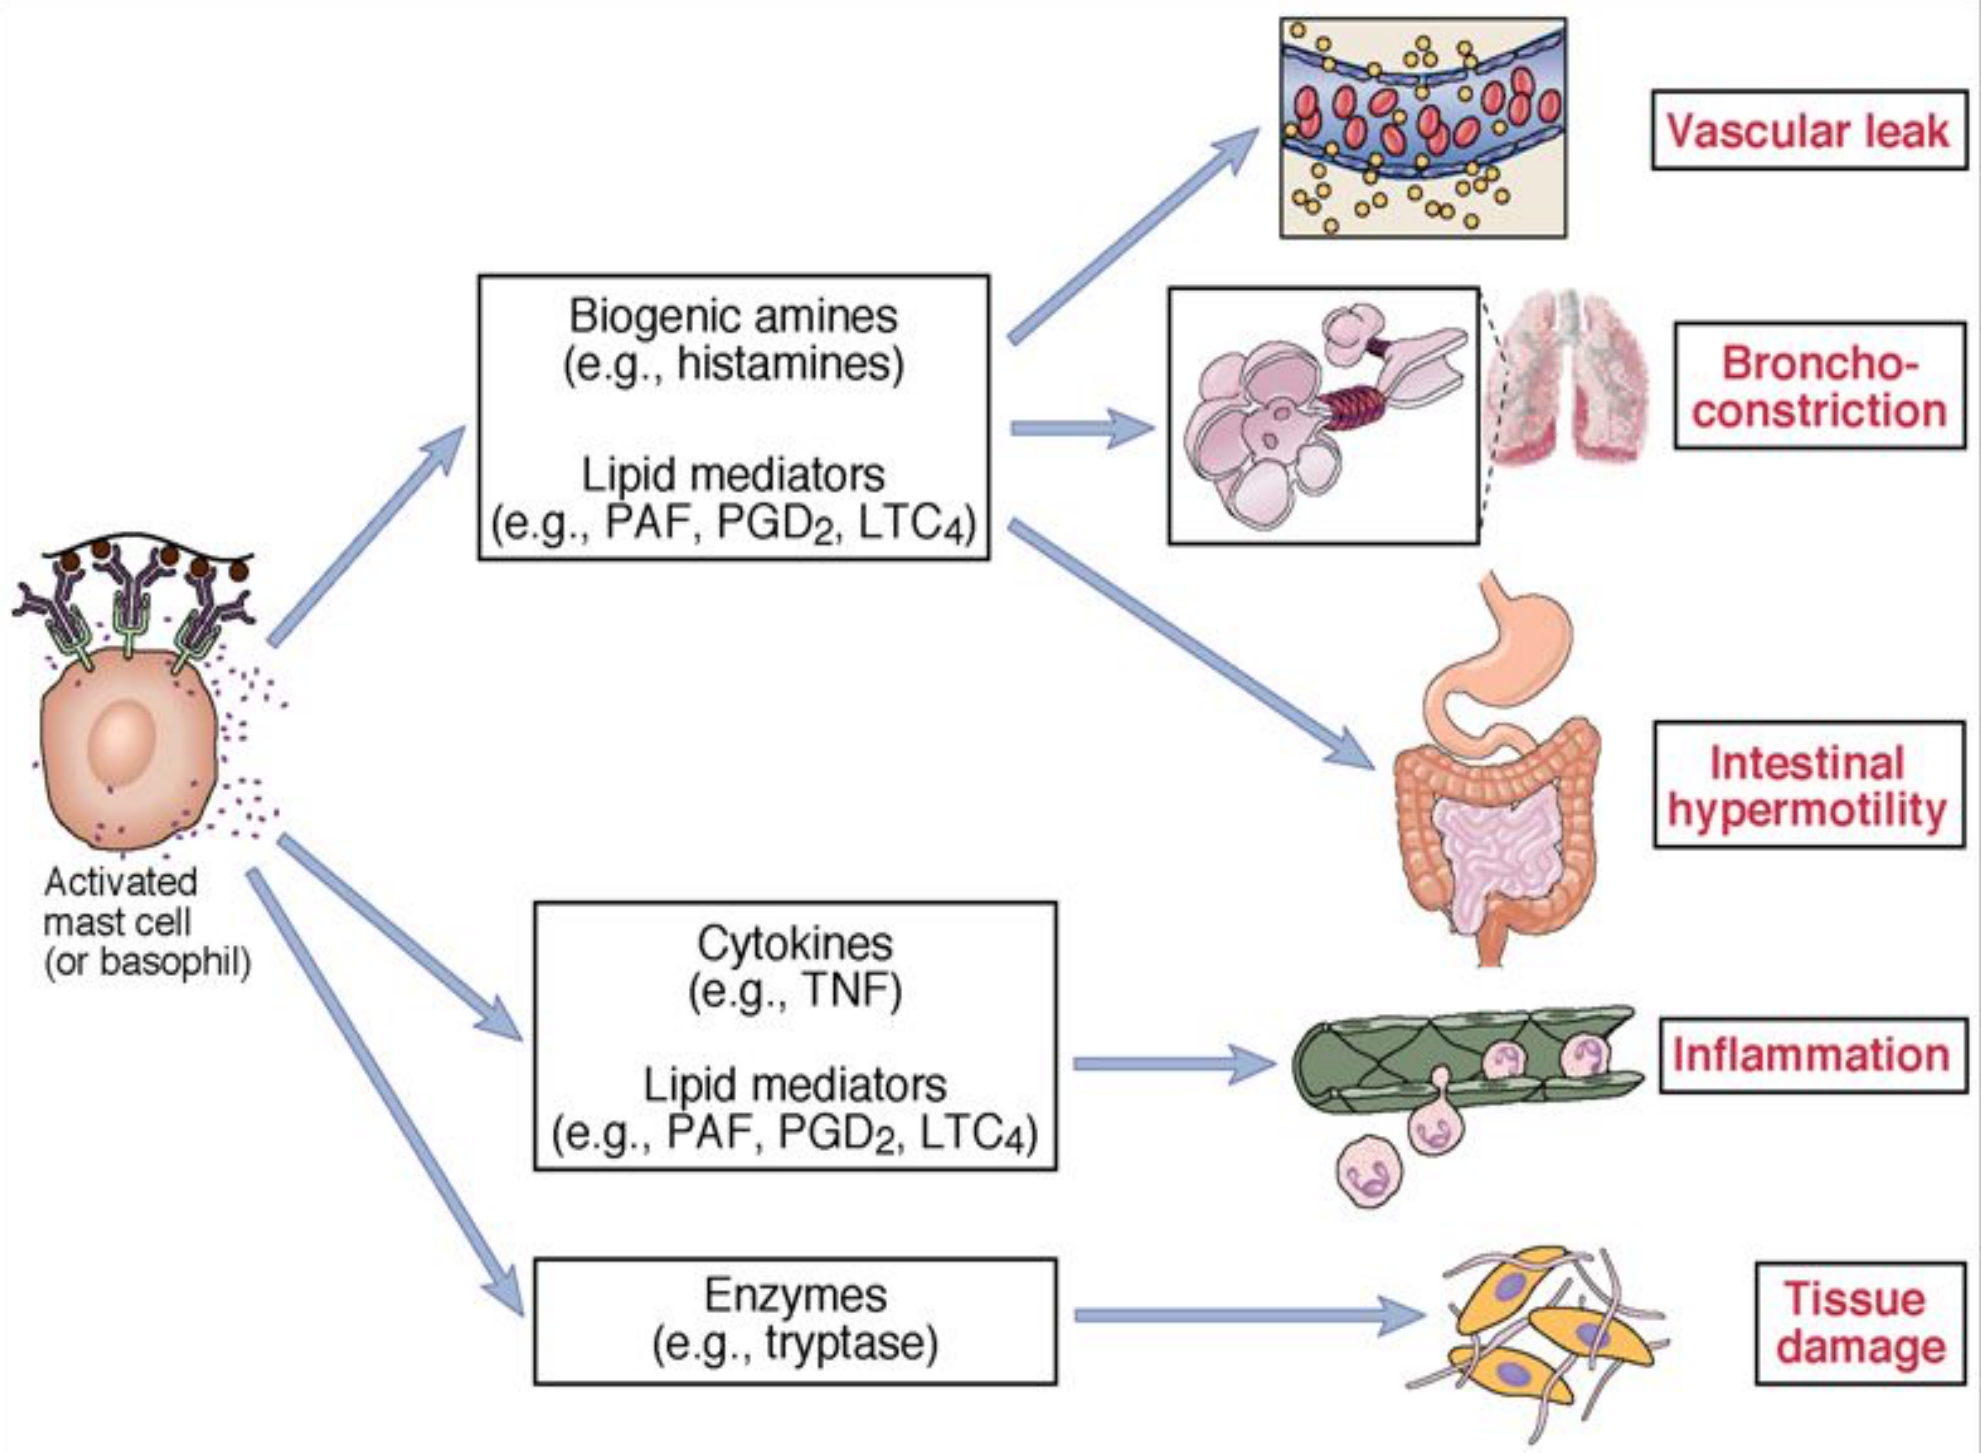 Vascular leak
Biogenic amines
(e.g., histamines)
Lipid mediators
(e.g., PAF, PGD2, LTC4)
Broncho-
constriction
Intestinal
hypermotility
Activated
mast cell
(or basophil)
Cytokines
(e.g., TNF)
Lipid mediators
(e.g., PAF, PGD2, LTC4)
Inflammation
Enzymes
(e.g., tryptase)
Tissue
damage